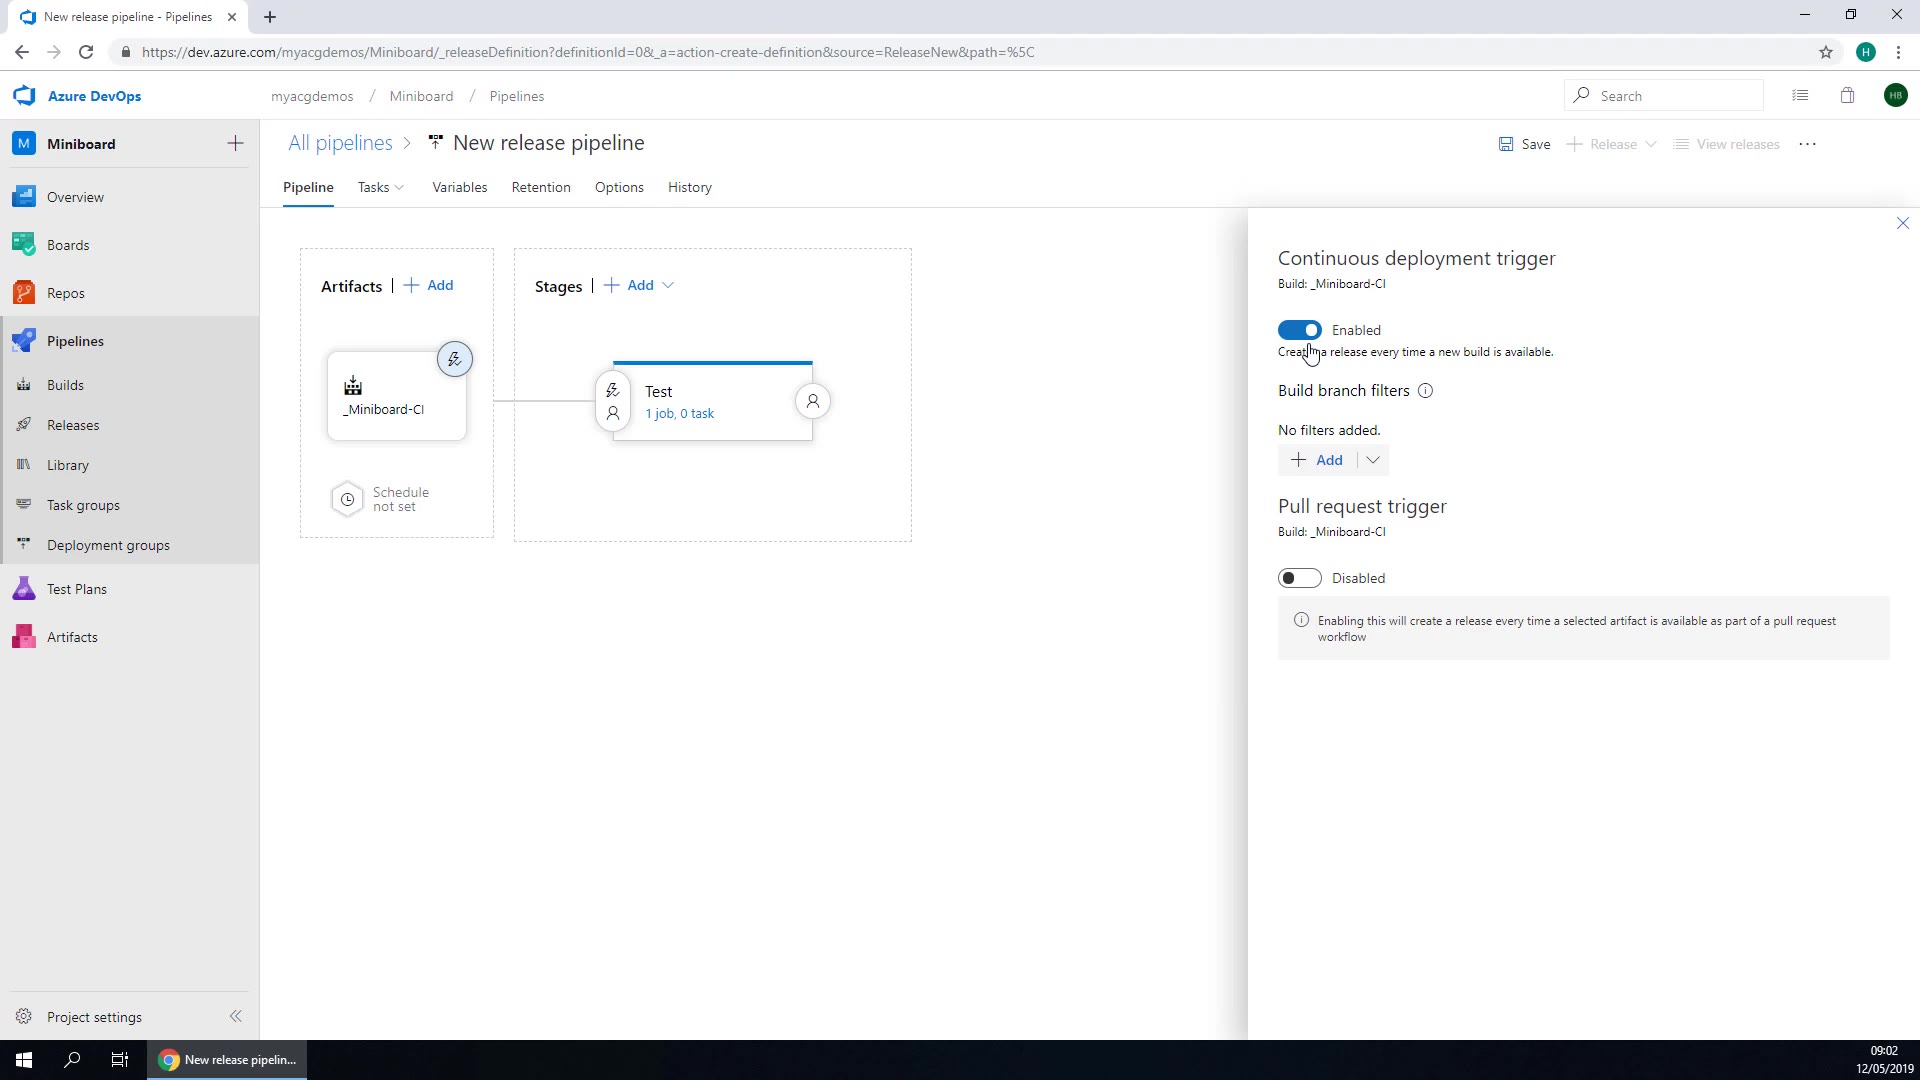 New release pipeline - Pipelines
https://dev.azure.com/myacgdemos/Miniboard/_releaseDefinition?definitionId=0&_a=action-create-definition&source=ReleaseNew&path=%5C
H
Azure DevOps
myacgdemos / Miniboard / Pipelines
Search
HB
M Miniboard
All pipelines > New release pipeline
Save
Release
View releases
Pipeline Tasks Variables Retention Options History
Overview
Boards
Repos
Pipelines
Builds
Releases
Library
Task groups
Deployment groups
Test Plans
Artifacts
Project settings
Artifacts | + Add
_Miniboard-CI
Schedule
not set
Stages | + Add
Test
1 job, 0 task
Continuous deployment trigger
Build: _Miniboard-CI
Enabled
Creates a release every time a new build is available.
Build branch filters
No filters added.
+ Add
Pull request trigger
Build: _Miniboard-CI
Disabled
Enabling this will create a release every time a selected artifact is available as part of a pull request
workflow
New release pipelin...
09:02
12/05/2019